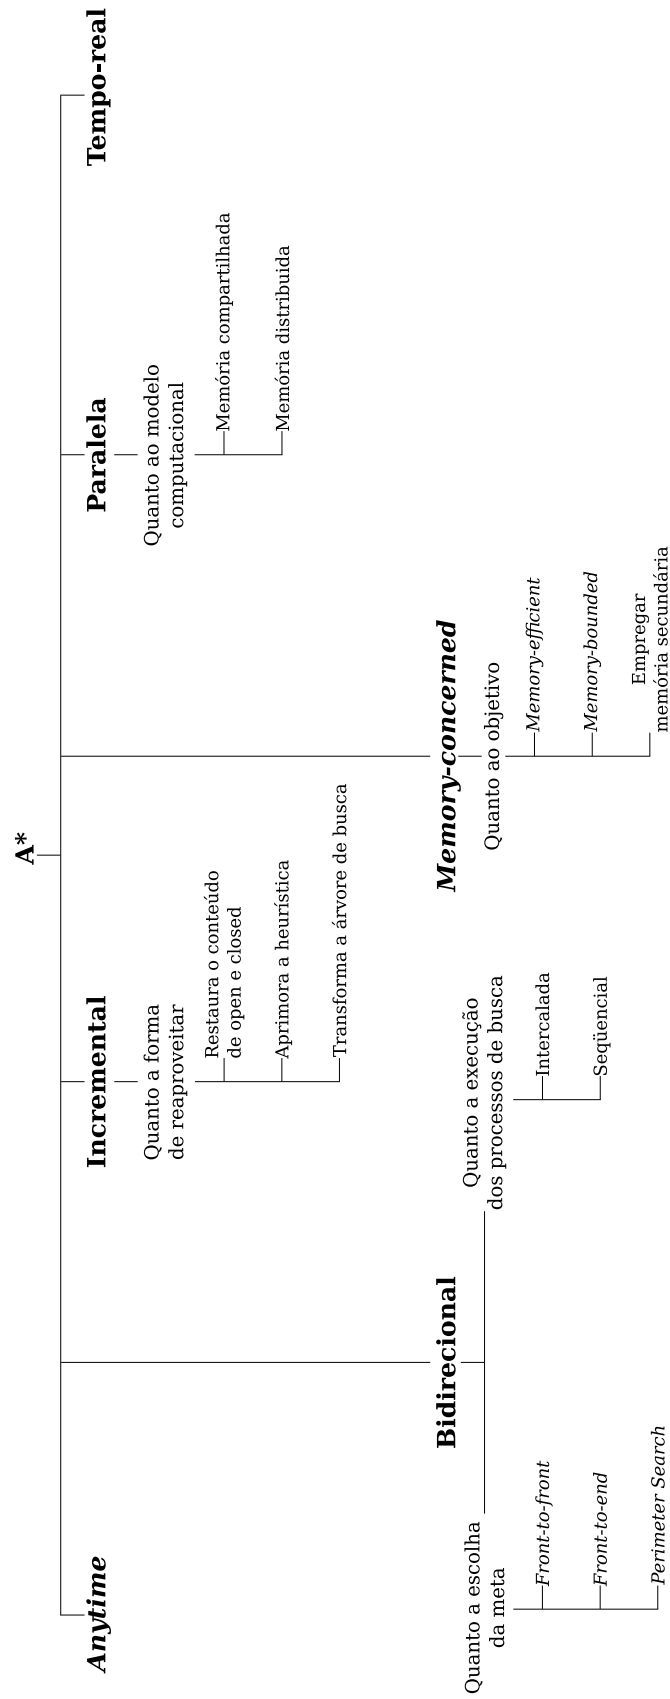 A*
Anytime
Bidirecional
Quanto a escolha
da meta
Front-to-front
Front-to-end
Perimeter Search
Quanto a execução
dos processos de busca
Intercalada
Seqüencial
Incremental
Quanto a forma
de reaproveitar
Restaura o conteúdo
de open e closed
Aprimora a heurística
Transforma a árvore de busca
Memory-concerned
Quanto ao objetivo
Memory-efficient
Memory-bounded
Empregar
memória secundária
Paralela
Quanto ao modelo
computacional
Memória compartilhada
Memória distribuida
Tempo-real